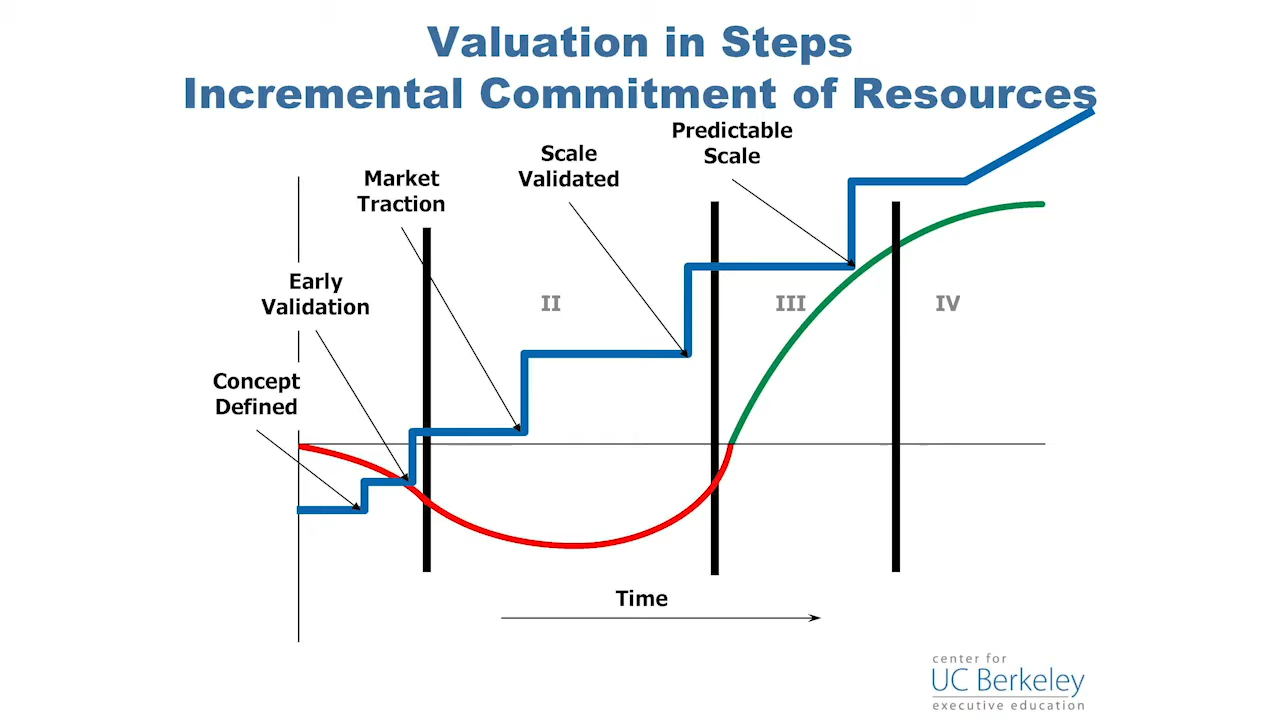 Valuation in Steps
Incremental Commitment of Resources
Predictable
Scale
Scale
Validated
Market
Traction
Early
Validation
II
III
IV
Concept
Defined
Time
center for
UC Berkeley
executive education